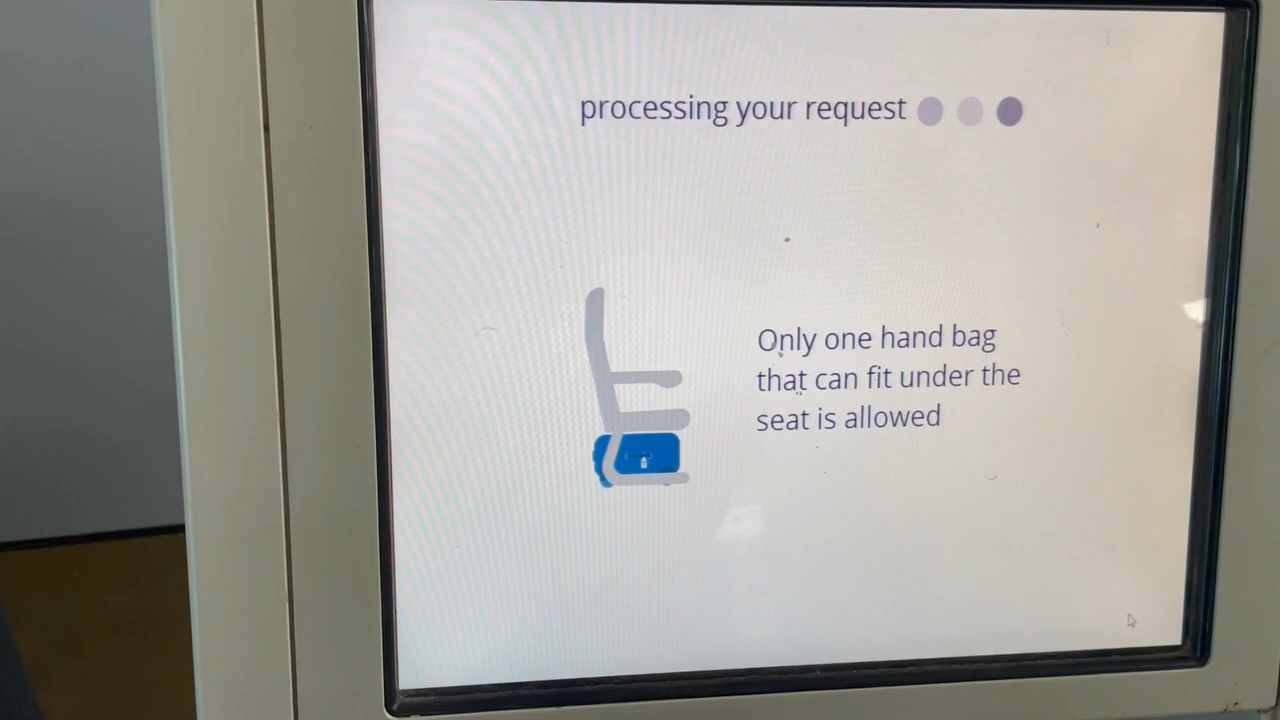 processing your request
Only one hand bag
that can fit under the
seat is allowed